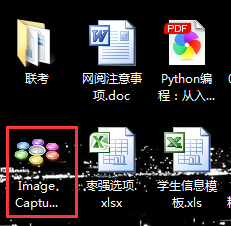 PDF
联考
网阅注意事
项.doc
Python编
程：从入...
Image.
Captu...
枣强选项.
xlsx
学生信息模
板.xls